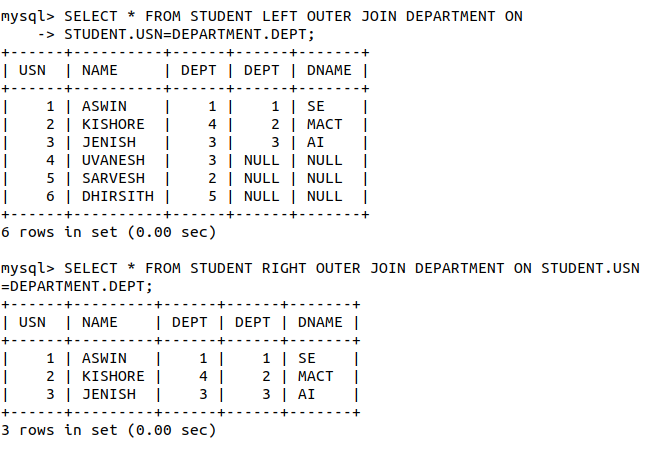 mysql> SELECT * FROM STUDENT LEFT OUTER JOIN DEPARTMENT ON
    -> STUDENT.USN=DEPARTMENT.DEPT;
+------+----------+------+------+-------+
| USN  | NAME     | DEPT | DEPT | DNAME |
+------+----------+------+------+-------+
|    1 | ASWIN    |    1 |    1 | SE    |
|    2 | KISHORE  |    4 |    2 | MACT  |
|    3 | JENISH   |    3 |    3 | AI    |
|    4 | UVANESH  |    3 | NULL | NULL  |
|    5 | SARVESH  |    2 | NULL | NULL  |
|    6 | DHIRSITH |    5 | NULL | NULL  |
+------+----------+------+------+-------+
6 rows in set (0.00 sec)

mysql> SELECT * FROM STUDENT RIGHT OUTER JOIN DEPARTMENT ON STUDENT.USN
=DEPARTMENT.DEPT;
+------+---------+------+------+-------+
| USN  | NAME    | DEPT | DEPT | DNAME |
+------+---------+------+------+-------+
|    1 | ASWIN   |    1 |    1 | SE    |
|    2 | KISHORE |    4 |    2 | MACT  |
|    3 | JENISH  |    3 |    3 | AI    |
+------+---------+------+------+-------+
3 rows in set (0.00 sec)